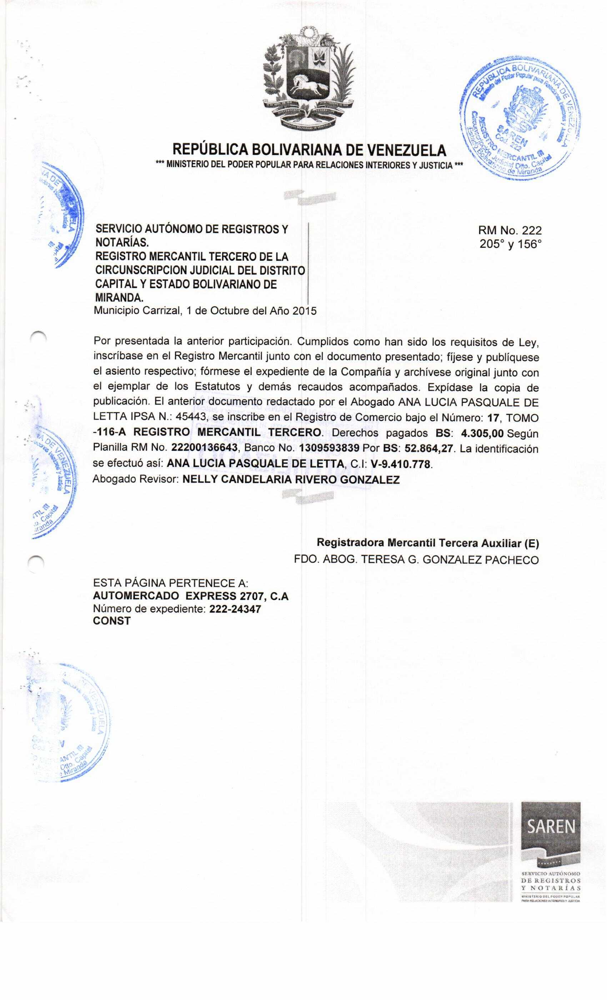 REPÚBLICA BOLIVARIANA DE VENEZUELA
*** MINISTERIO DEL PODER POPULAR PARA RELACIONES INTERIORES Y JUSTICIA ***
REPÚBLICA BOLIVARIANA DE VENEZUELA
Ministerio del Poder Popular para Relaciones Interiores y Justicia
SAREN
Cod. 222
REGISTRO MERCANTIL III
Circunscripción Judicial Dtto. Capital
Estado Bolivariano de Miranda
SERVICIO AUTÓNOMO DE REGISTROS Y
NOTARÍAS.
REGISTRO MERCANTIL TERCERO DE LA
CIRCUNSCRIPCION JUDICIAL DEL DISTRITO
CAPITAL Y ESTADO BOLIVARIANO DE
MIRANDA.
RM No. 222
205° y 156°
Municipio Carrizal, 1 de Octubre del Año 2015
Por presentada la anterior participación. Cumplidos como han sido los requisitos de Ley,
inscríbase en el Registro Mercantil junto con el documento presentado; fíjese y publíquese
el asiento respectivo; fórmese el expediente de la Compañía y archívese original junto con
el ejemplar de los Estatutos y demás recaudos acompañados. Expídase la copia de
publicación. El anterior documento redactado por el Abogado ANA LUCIA PASQUALE DE
LETTA IPSA N.: 45443, se inscribe en el Registro de Comercio bajo el Número: 17, TOMO
-116-A REGISTRO MERCANTIL TERCERO. Derechos pagados BS: 4.305,00 Según
Planilla RM No. 22200136643, Banco No. 1309593839 Por BS: 52.864,27. La identificación
se efectuó así: ANA LUCIA PASQUALE DE LETTA, C.I: V-9.410.778.
Abogado Revisor: NELLY CANDELARIA RIVERO GONZALEZ
Registradora Mercantil Tercera Auxiliar (E)
FDO. ABOG. TERESA G. GONZALEZ PACHECO
ESTA PÁGINA PERTENECE A:
AUTOMERCADO EXPRESS 2707, C.A
Número de expediente: 222-24347
CONST
SAREN
SERVICIO AUTÓNOMO
DE REGISTROS
Y NOTARÍAS
MINISTERIO DEL PODER POPULAR
PARA RELACIONES INTERIORES Y JUSTICIA